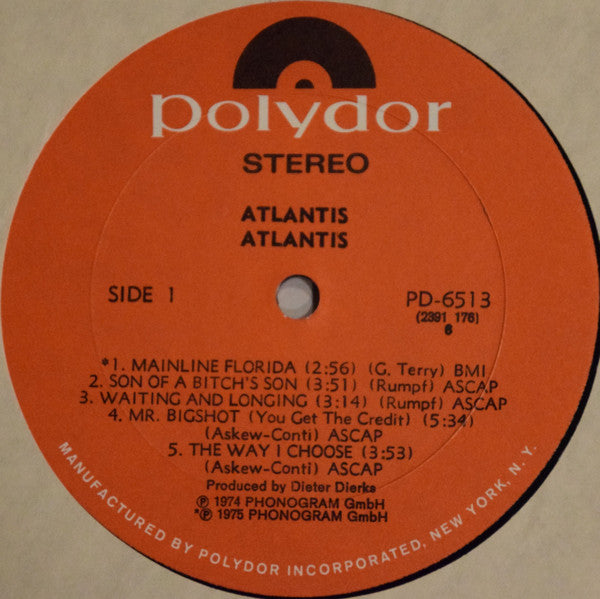 polydor
STEREO
ATLANTIS
ATLANTIS
SIDE 1
PD-6513
(2391 176)
6
*1. MAINLINE FLORIDA (2:56) (G. Terry) BMI
2. SON OF A BITCH'S SON (3:51) (Rumpf) ASCAP
3. WAITING AND LONGING (3:14) (Rumpf) ASCAP
4. MR. BIGSHOT (You Get The Credit) (5:34)
(Askew-Conti) ASCAP
5. THE WAY I CHOOSE (3:53)
(Askew-Conti) ASCAP
Produced by Dieter Dierks
℗ 1974 PHONOGRAM GmbH
*℗ 1975 PHONOGRAM GmbH
MANUFACTURED BY POLYDOR INCORPORATED, NEW YORK, N.Y.